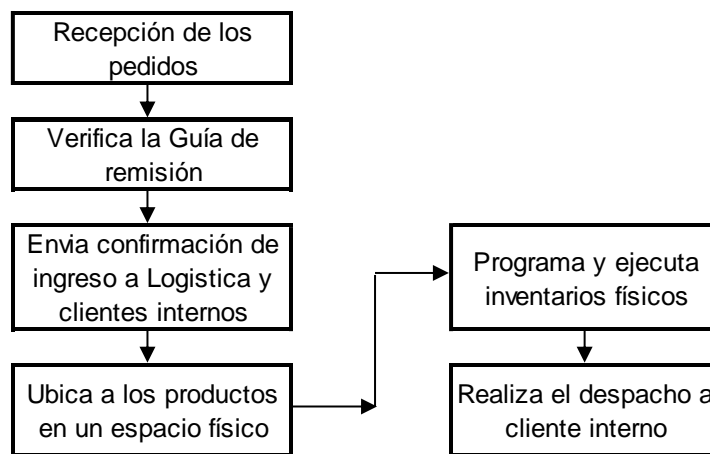 Recepción de los
pedidos
Verifica la Guía de
remisión
Envia confirmación de
ingreso a Logistica y
clientes internos
Ubica a los productos
en un espacio físico
Programa y ejecuta
inventarios físicos
Realiza el despacho a
cliente interno